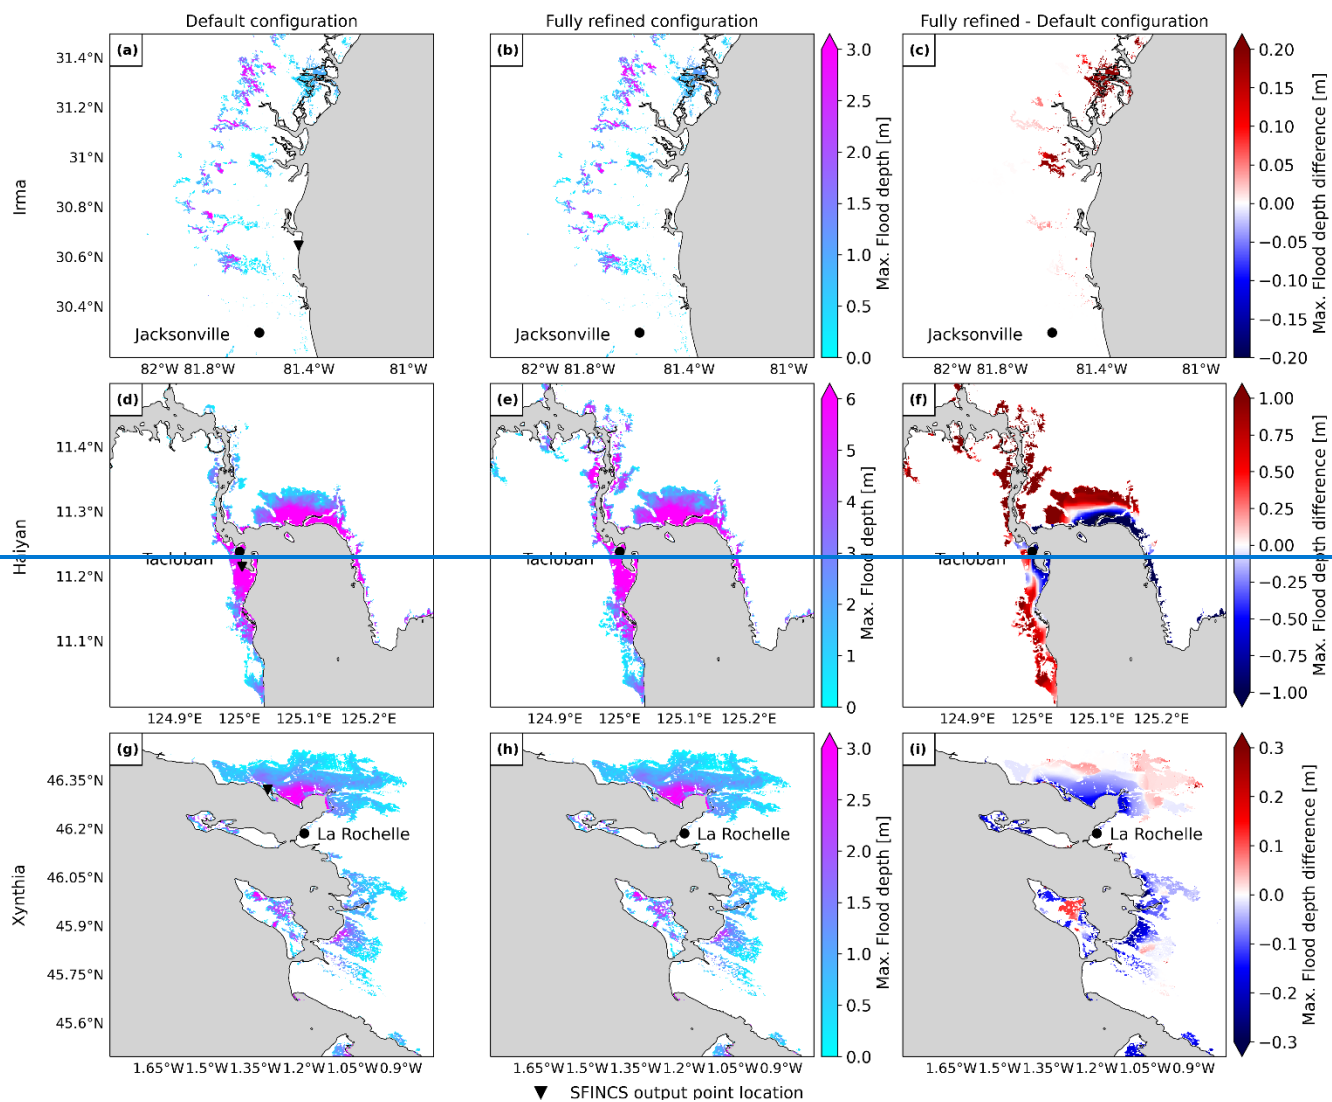 Default configuration
Fully refined configuration
Fully refined - Default configuration
Irma
(a)
31.4°N
31.2°N
31°N
30.8°N
30.6°N
30.4°N
Jacksonville
82°W 81.8°W 81.4°W 81°W
(b)
Jacksonville
82°W 81.8°W 81.4°W 81°W
3.0
2.5
2.0
1.5
1.0
0.5
0.0
Max. Flood depth [m]
(c)
Jacksonville
82°W 81.8°W 81.4°W 81°W
0.20
0.15
0.10
0.05
0.00
−0.05
−0.10
−0.15
−0.20
Max. Flood depth difference [m]
Haiyan
(d)
11.4°N
11.3°N
11.2°N
11.1°N
Tacloban
124.9°E 125°E 125.1°E 125.2°E
(e)
Tacloban
124.9°E 125°E 125.1°E 125.2°E
6
5
4
3
2
1
0
Max. Flood depth [m]
(f)
Tacloban
124.9°E 125°E 125.1°E 125.2°E
1.00
0.75
0.50
0.25
0.00
−0.25
−0.50
−0.75
−1.00
Max. Flood depth difference [m]
Xynthia
(g)
46.35°N
46.2°N
46.05°N
45.9°N
45.75°N
45.6°N
La Rochelle
1.65°W 1.5°W 1.35°W 1.2°W 1.05°W 0.9°W
(h)
La Rochelle
1.65°W 1.5°W 1.35°W 1.2°W 1.05°W 0.9°W
3.0
2.5
2.0
1.5
1.0
0.5
0.0
Max. Flood depth [m]
(i)
La Rochelle
1.65°W 1.5°W 1.35°W 1.2°W 1.05°W 0.9°W
0.3
0.2
0.1
0.0
−0.1
−0.2
−0.3
Max. Flood depth difference [m]
SFINCS output point location